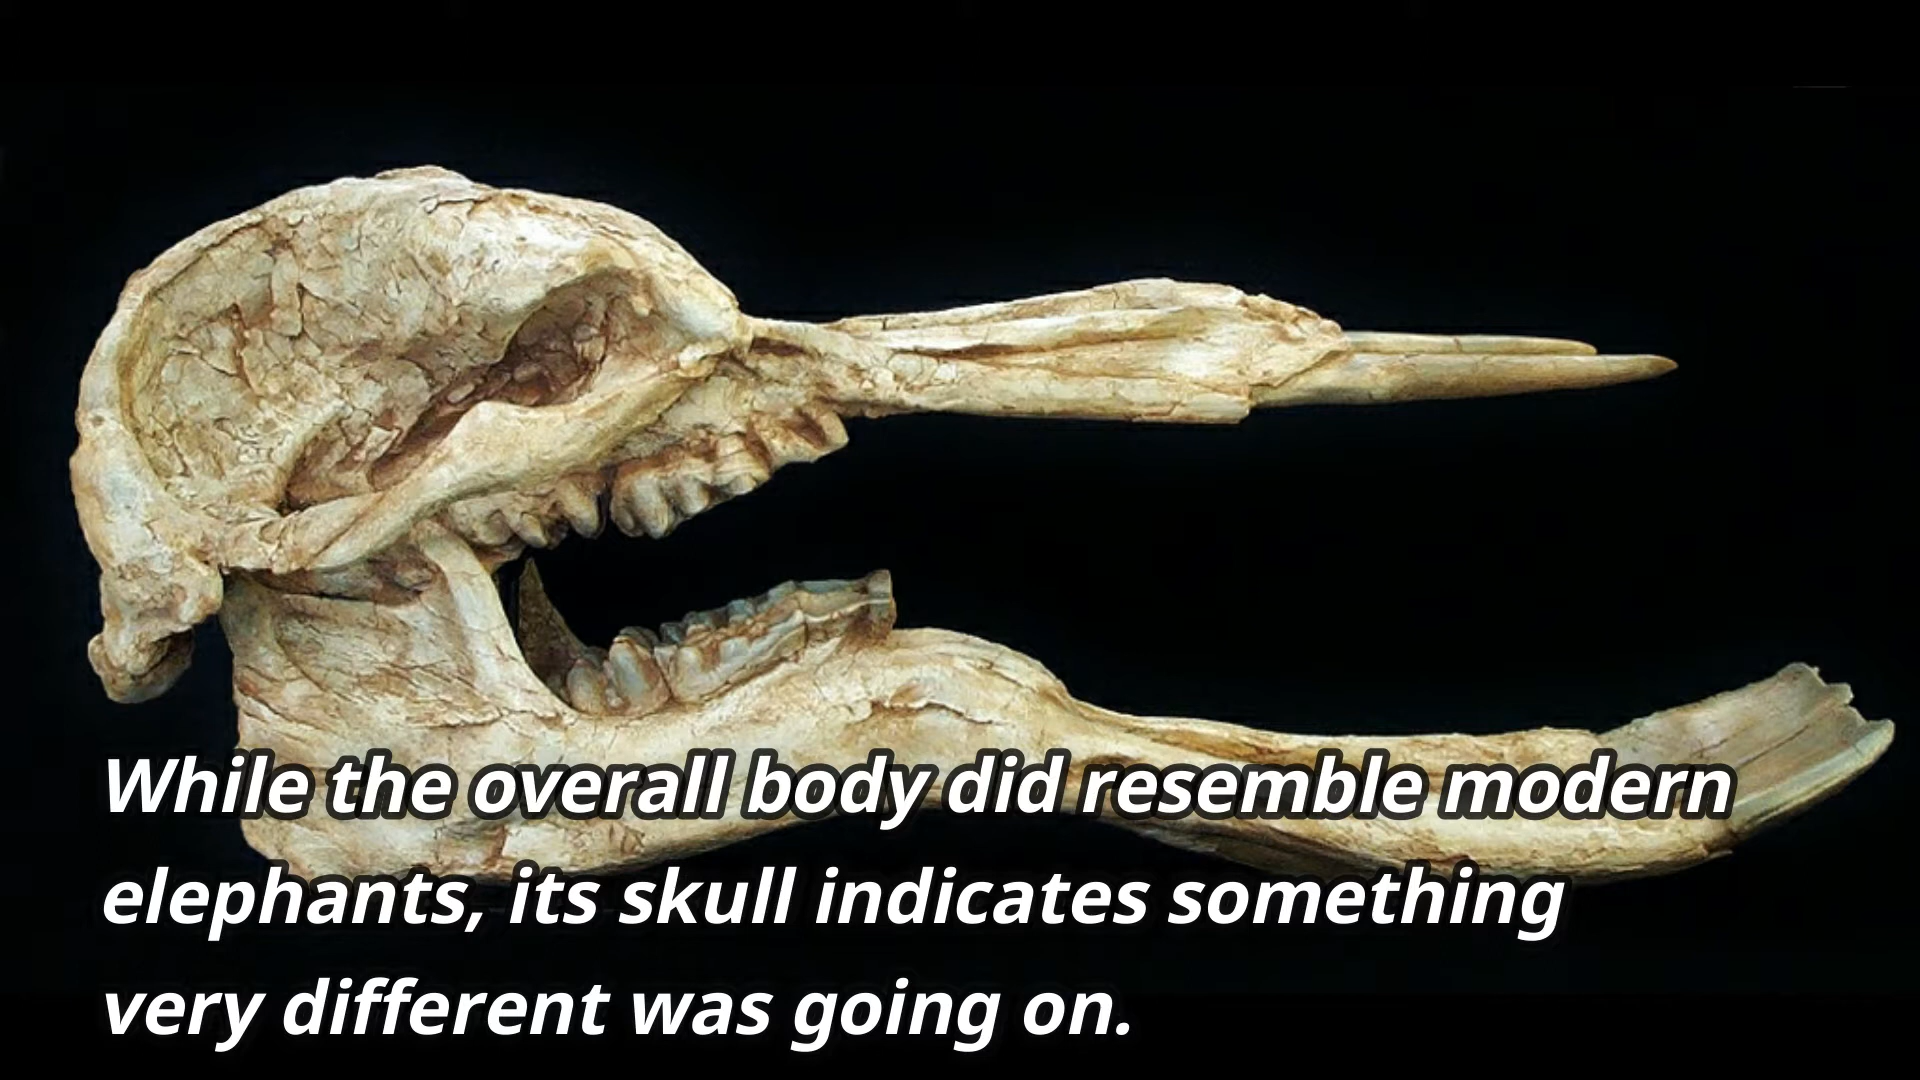 While the overall body did resemble modern
elephants, its skull indicates something
very different was going on.